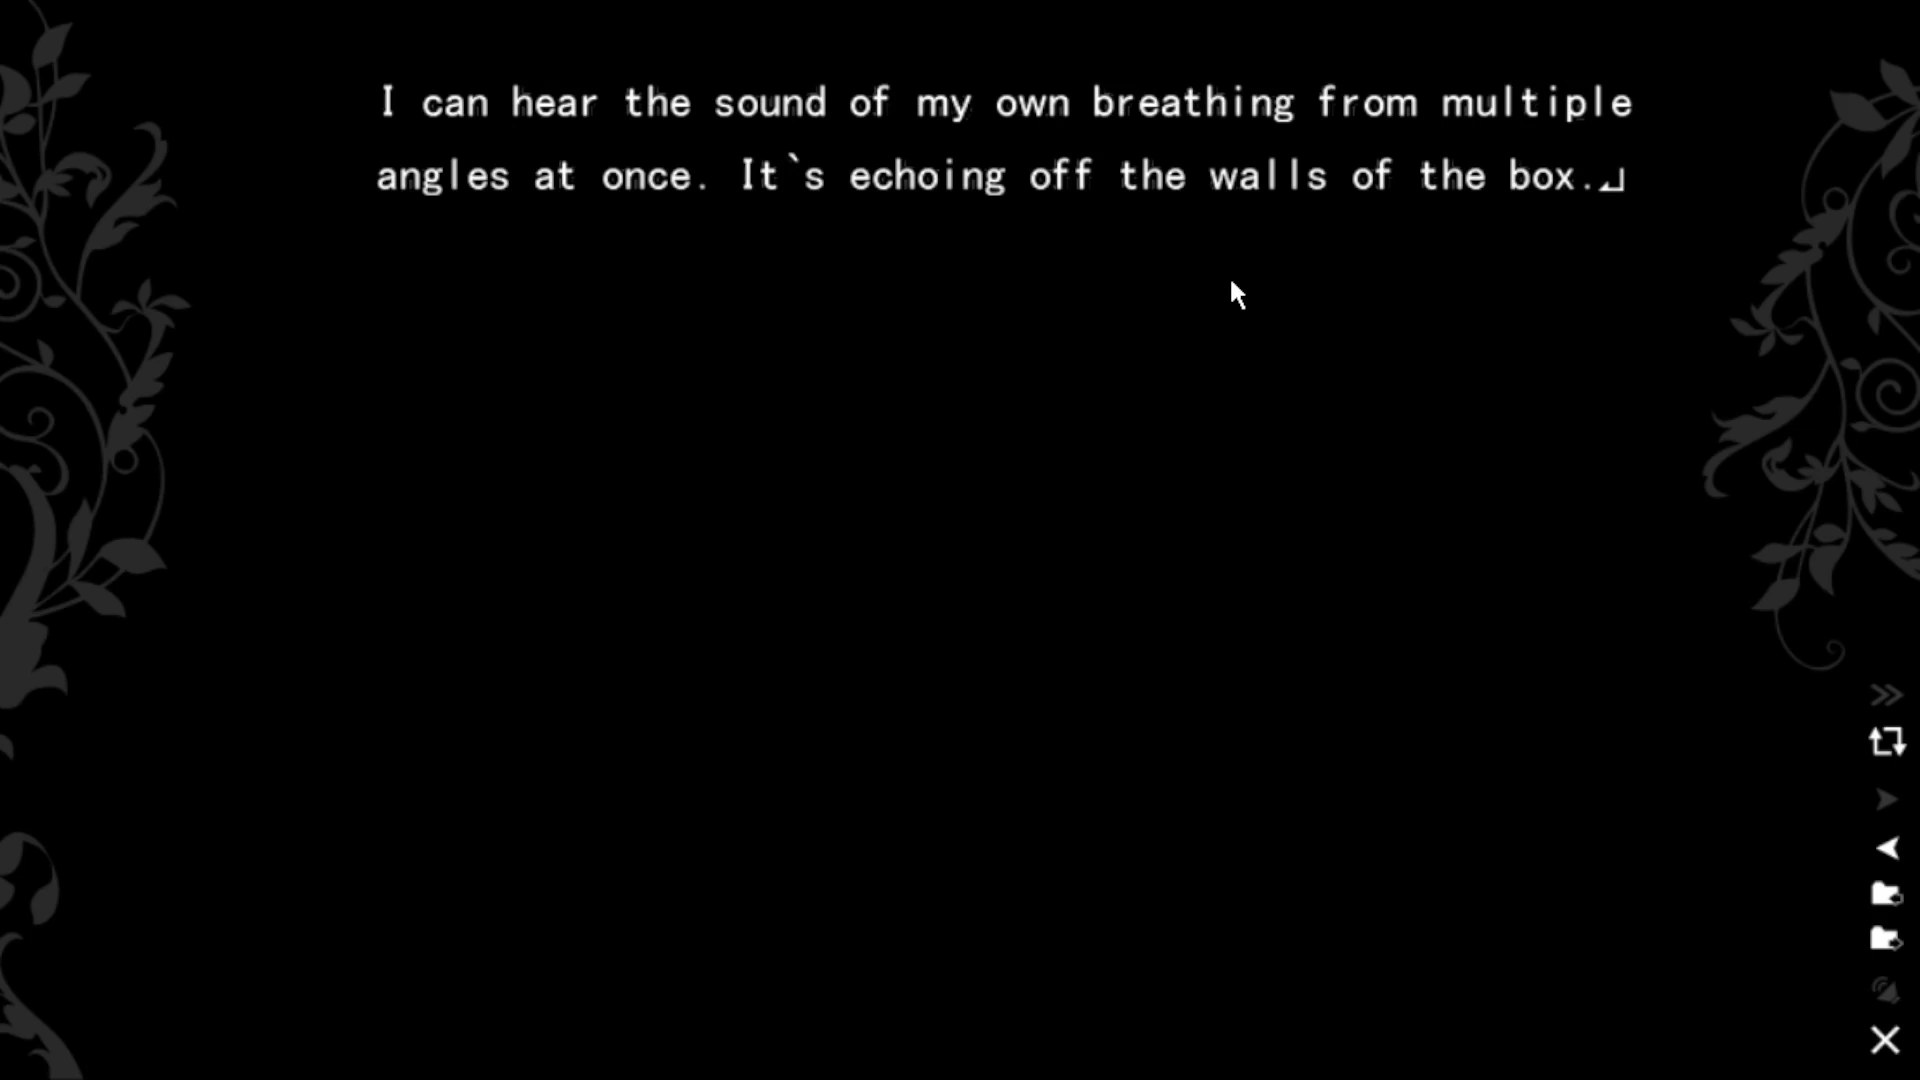 I can hear the sound of my own breathing from multiple
angles at once. It`s echoing off the walls of the box.